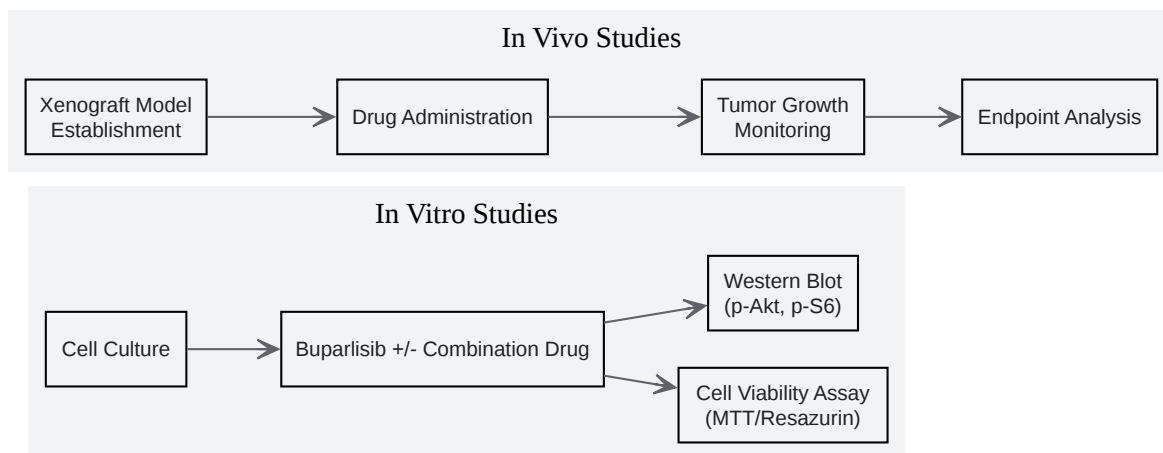 In Vivo Studies
Xenograft Model
Establishment
Drug Administration
Tumor Growth
Monitoring
Endpoint Analysis
In Vitro Studies
Cell Culture
Buparlisib +/- Combination Drug
Western Blot
(p-Akt, p-S6)
Cell Viability Assay
(MTT/Resazurin)